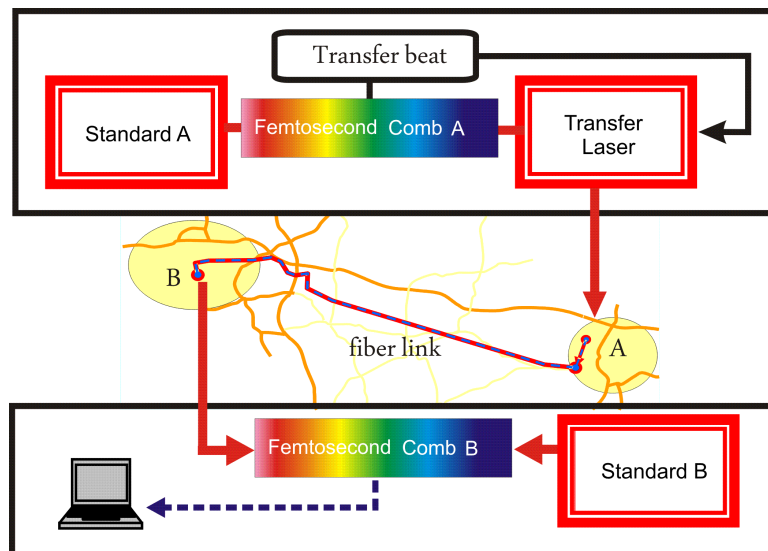 Transfer beat
Standard A
Femtosecond Comb A
Transfer
Laser
B
fiber link
A
Femtosecond Comb B
Standard B